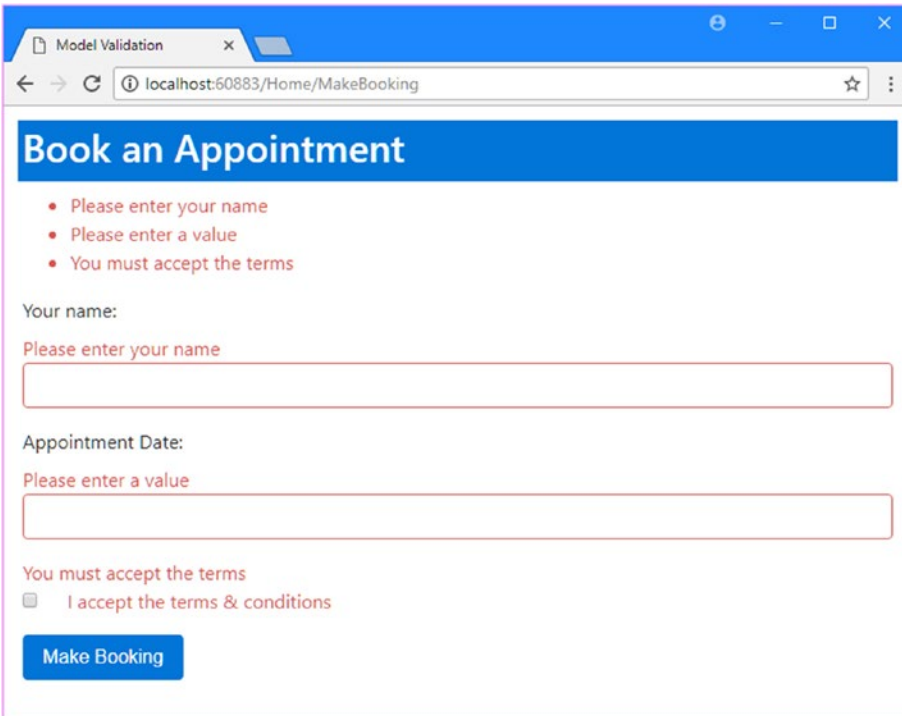 Model Validation
localhost:60883/Home/MakeBooking
Book an Appointment
• Please enter your name
• Please enter a value
• You must accept the terms
Your name:
Please enter your name
Appointment Date:
Please enter a value
You must accept the terms
I accept the terms & conditions
Make Booking